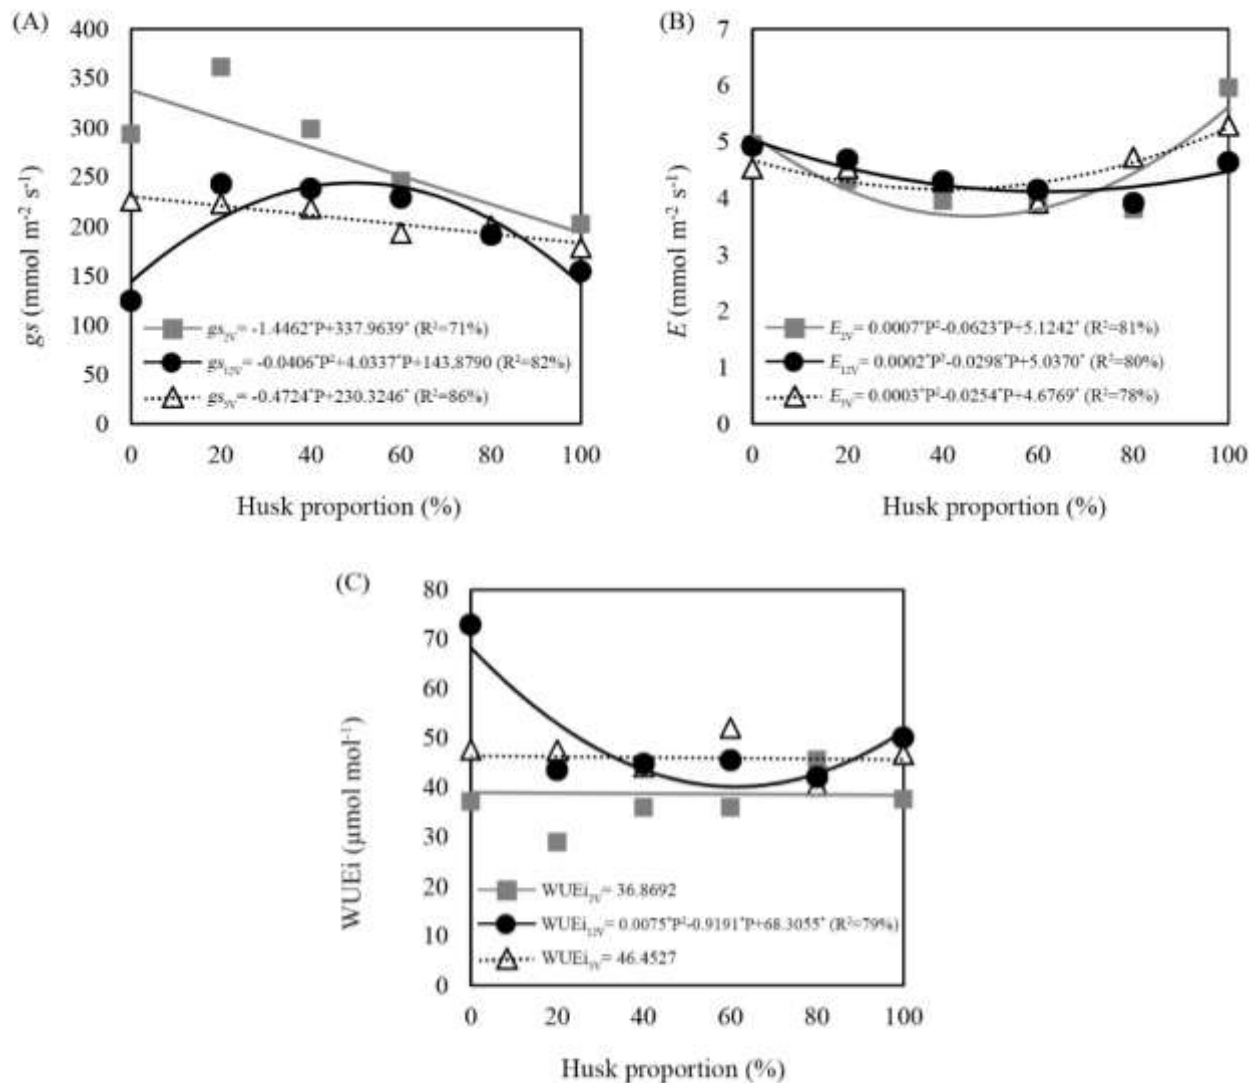 (A)
400
350
300
250
200
150
100
50
0
gs (mmol m⁻² s⁻¹)
gs₂V= -1.4462*P+337.9639* (R²=71%)
gs₁₂V= -0.0406*P²+4.0337*P+143.8790 (R²=82%)
= -0.4724*P+230.3246* (R²=86%)
0 20 40 60 80 100
Husk proportion (%)
(B)
7
6
5
4
3
2
1
0
E (mmol m⁻² s⁻¹)
E₂V= 0.0007*P²-0.0623*P+5.1242* (R²=81%)
E₁₂V= 0.0002*P²-0.0298*P+5.0370* (R²=80%)
= 0.0003*P²-0.0254*P+4.6769* (R²=78%)
0 20 40 60 80 100
Husk proportion (%)
(C)
80
70
60
50
40
30
20
10
0
WUEi (µmol mol⁻¹)
WUEi₂V= 36.8692
WUEi₁₂V= 0.0075*P²-0.9191*P+68.3055* (R²=79%)
= 46.4527
0 20 40 60 80 100
Husk proportion (%)